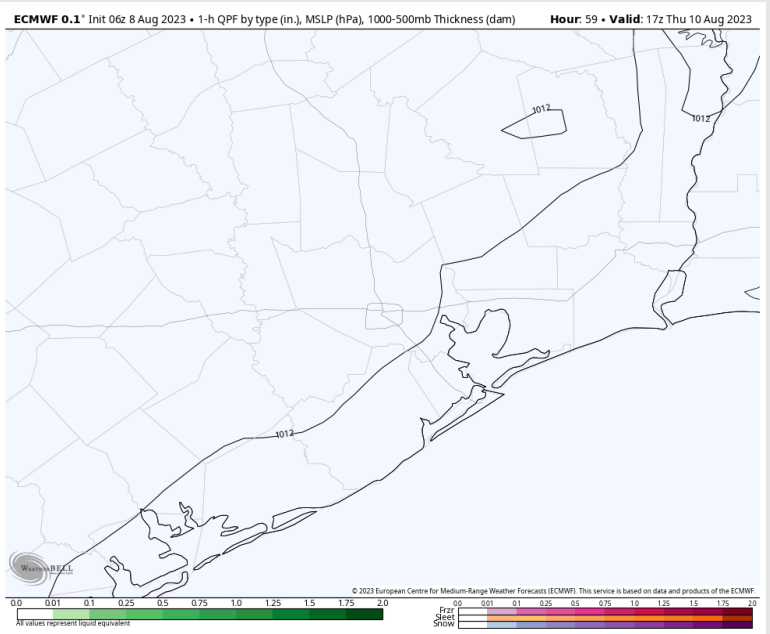 ECMWF 0.1° Init 06z 8 Aug 2023 • 1-h QPF by type (in.), MSLP (hPa), 1000-500mb Thickness (dam) Hour: 59 • Valid: 17z Thu 10 Aug 2023
1012
1012
1012
WEATHERBELL
© 2023 European Centre for Medium-Range Weather Forecasts (ECMWF). This service is based on data and products of the ECMWF.
0.0 0.01 0.1 0.25 0.5 0.75 1.0 1.25 1.5 1.75 2.0
All values represent liquid equivalent
0.0 0.01 0.1 0.25 0.5 0.75 1.0 1.25 1.5 1.75 2.0
Frzr
Sleet
Snow